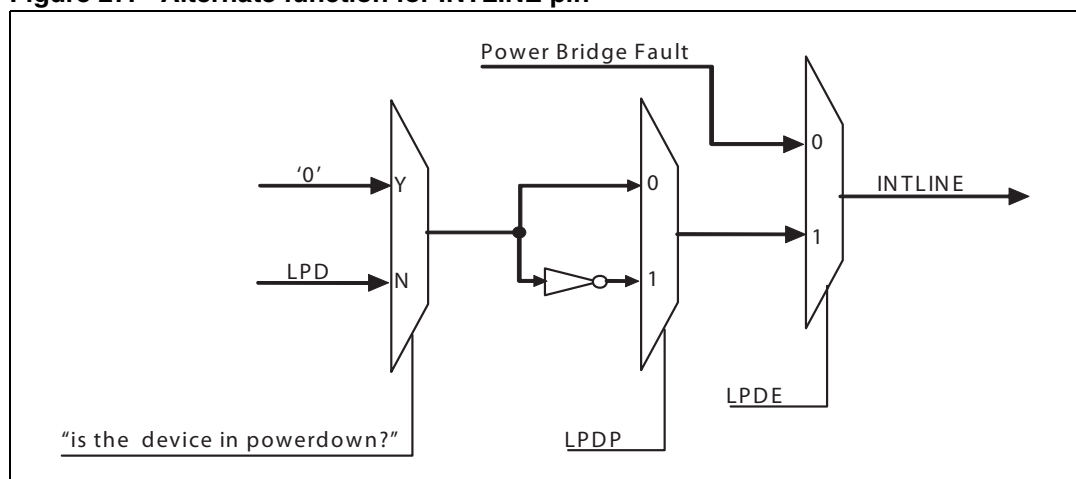 Power Bridge Fault
0
'0'
Y
0
INTLINE
1
LPD
N
1
LPDE
"is the device in powerdown?"
LPDP